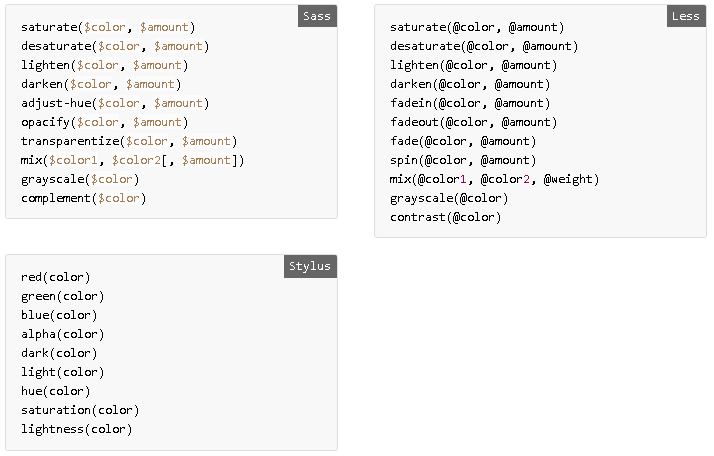 Sass
saturate($color, $amount)
desaturate($color, $amount)
lighten($color, $amount)
darken($color, $amount)
adjust-hue($color, $amount)
opacify($color, $amount)
transparentize($color, $amount)
mix($color1, $color2[, $amount])
grayscale($color)
complement($color)
Less
saturate(@color, @amount)
desaturate(@color, @amount)
lighten(@color, @amount)
darken(@color, @amount)
fadein(@color, @amount)
fadeout(@color, @amount)
fade(@color, @amount)
spin(@color, @amount)
mix(@color1, @color2, @weight)
grayscale(@color)
contrast(@color)
Stylus
red(color)
green(color)
blue(color)
alpha(color)
dark(color)
light(color)
hue(color)
saturation(color)
lightness(color)